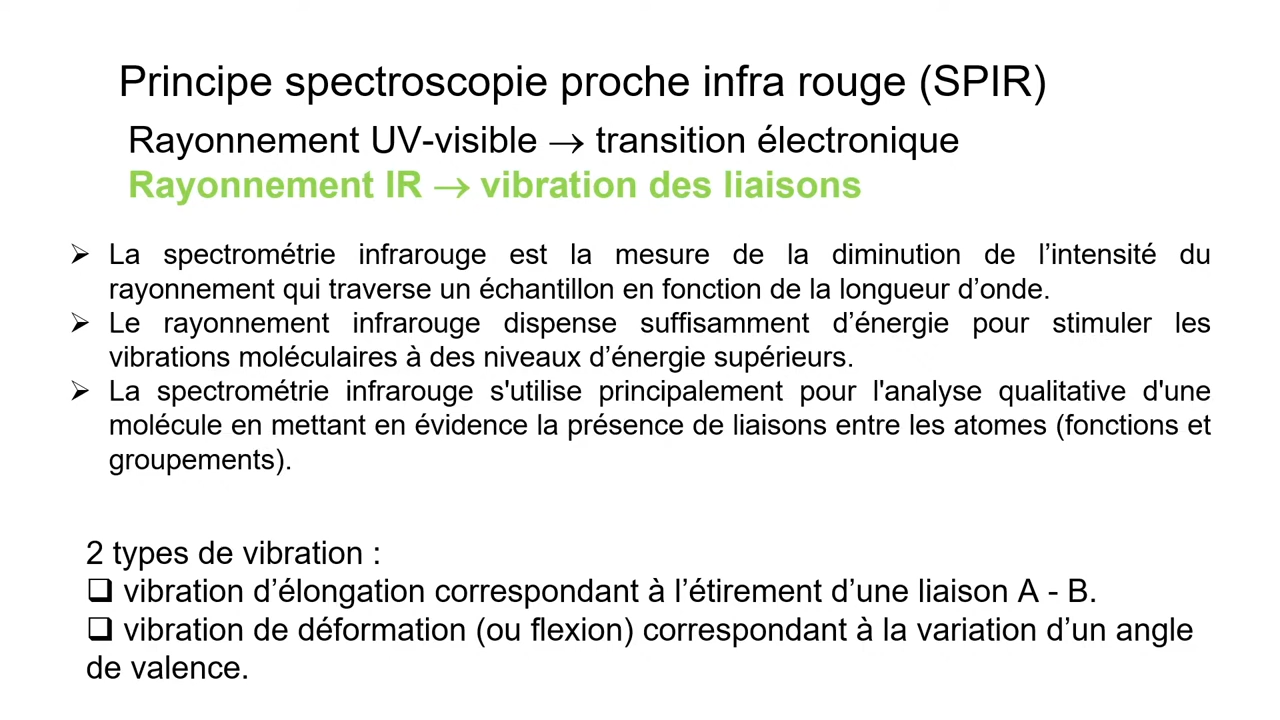 Principe spectroscopie proche infra rouge (SPIR)
Rayonnement UV-visible → transition électronique
Rayonnement IR → vibration des liaisons
➢ La spectrométrie infrarouge est la mesure de la diminution de l’intensité du
rayonnement qui traverse un échantillon en fonction de la longueur d’onde.
➢ Le rayonnement infrarouge dispense suffisamment d’énergie pour stimuler les
vibrations moléculaires à des niveaux d’énergie supérieurs.
➢ La spectrométrie infrarouge s'utilise principalement pour l'analyse qualitative d'une
molécule en mettant en évidence la présence de liaisons entre les atomes (fonctions et
groupements).
2 types de vibration :
❑ vibration d’élongation correspondant à l’étirement d’une liaison A - B.
❑ vibration de déformation (ou flexion) correspondant à la variation d’un angle
de valence.